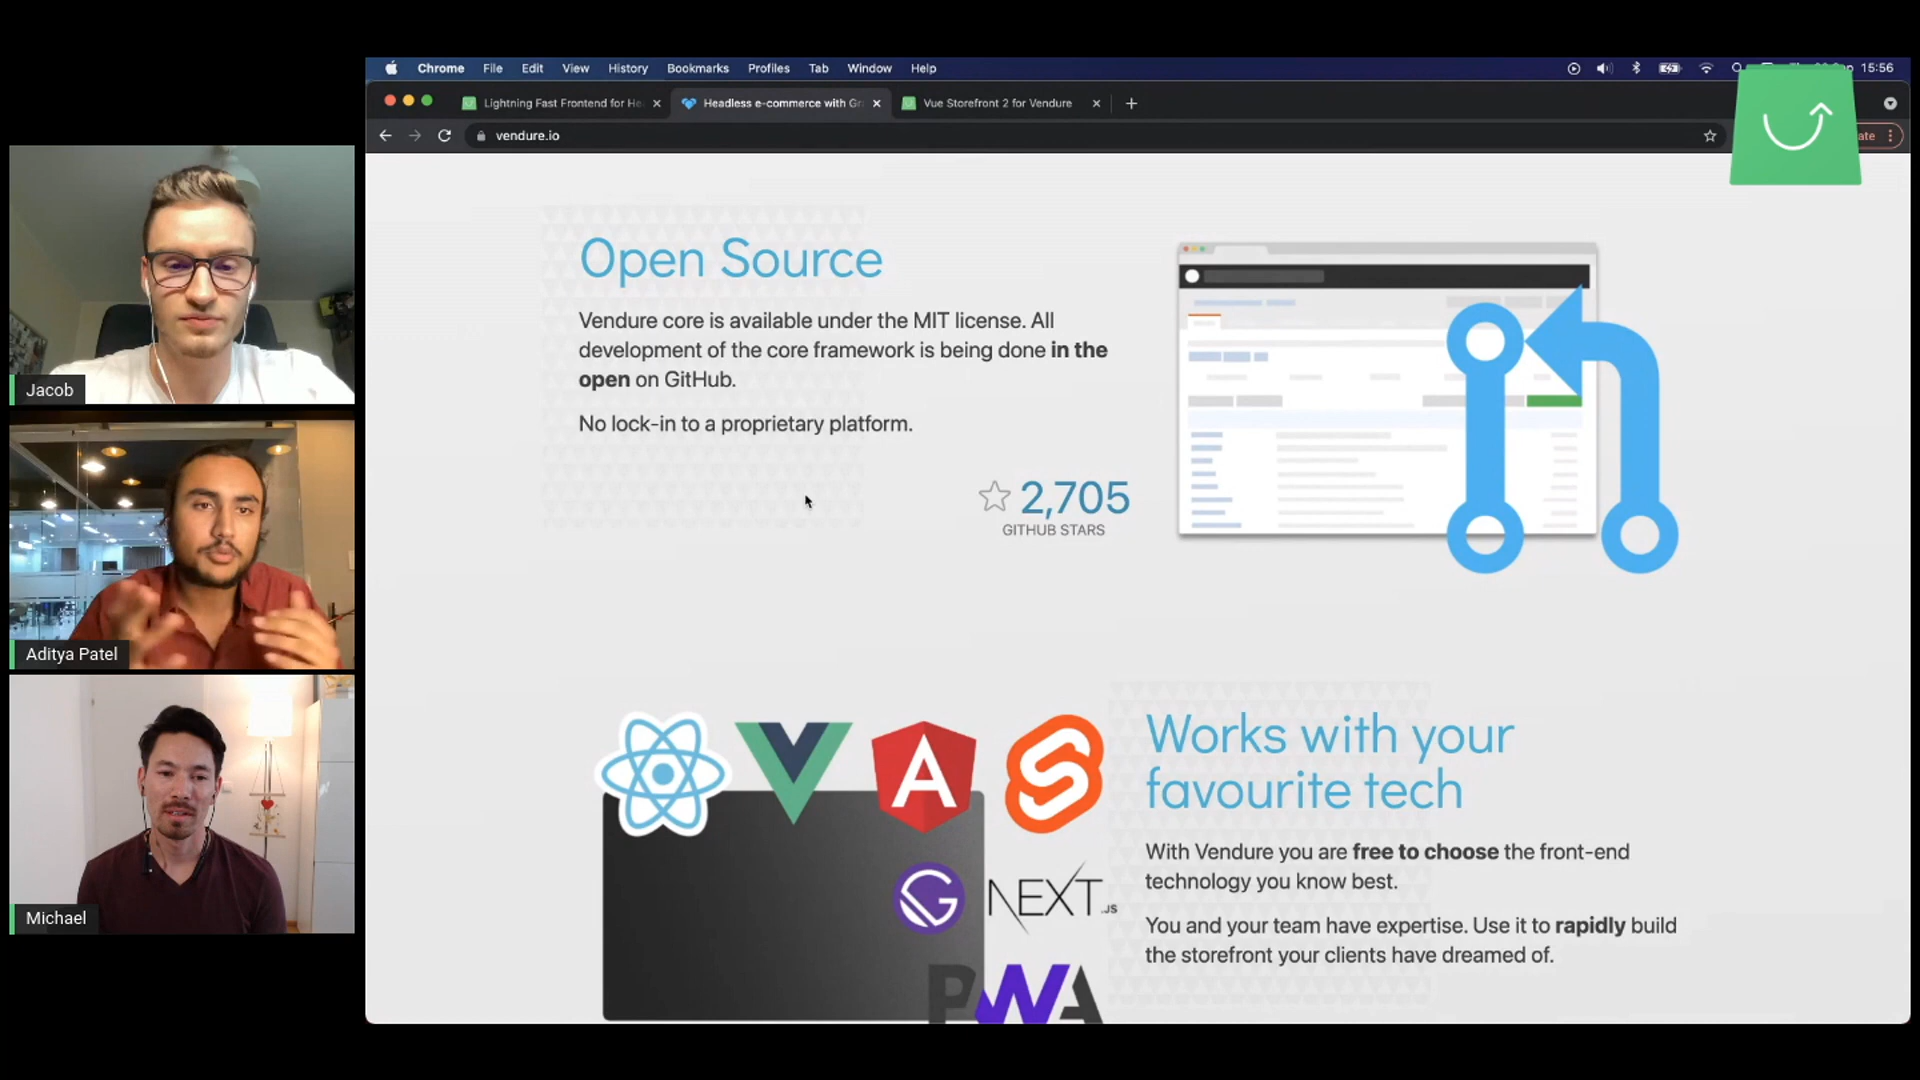 Chrome File Edit View History Bookmarks Profiles Tab Window Help
15:56
Lightning Fast Frontend for He
Headless e-commerce with Gr
Vue Storefront 2 for Vendure
vendure.io
ate
Jacob
Aditya Patel
Michael
Open Source
Vendure core is available under the MIT license. All
development of the core framework is being done in the
open on GitHub.
No lock-in to a proprietary platform.
2,705
GITHUB STARS
Works with your
favourite tech
With Vendure you are free to choose the front-end
technology you know best.
You and your team have expertise. Use it to rapidly build
the storefront your clients have dreamed of.
A
NEXT.JS
PWA